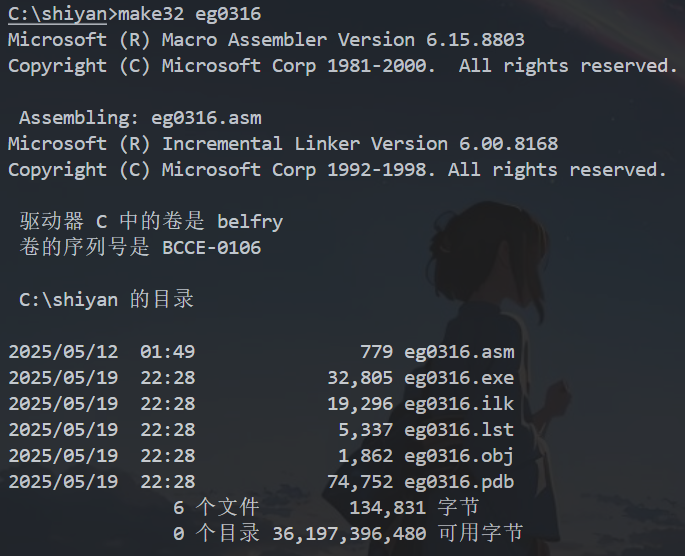 C:\shiyan>make32 eg0316
Microsoft (R) Macro Assembler Version 6.15.8803
Copyright (C) Microsoft Corp 1981-2000.  All rights reserved.
Assembling: eg0316.asm
Microsoft (R) Incremental Linker Version 6.00.8168
Copyright (C) Microsoft Corp 1992-1998. All rights reserved.
驱动器 C 中的卷是 belfry
卷的序列号是 BCCE-0106
C:\shiyan 的目录
2025/05/12  01:49               779 eg0316.asm
2025/05/19  22:28            32,805 eg0316.exe
2025/05/19  22:28            19,296 eg0316.ilk
2025/05/19  22:28             5,337 eg0316.lst
2025/05/19  22:28             1,862 eg0316.obj
2025/05/19  22:28            74,752 eg0316.pdb
6 个文件        134,831 字节
0 个目录 36,197,396,480 可用字节